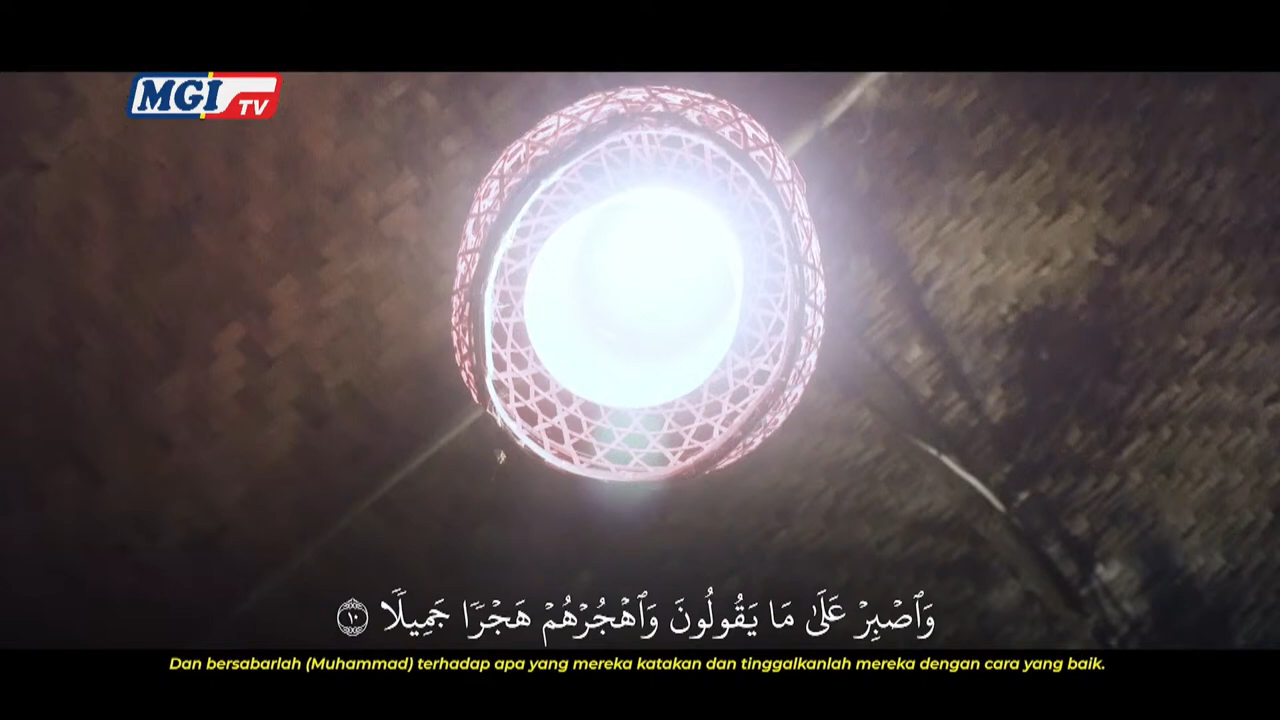 MGI TV
وَٱصۡبِرۡ عَلَىٰ مَا يَقُولُونَ وَٱهۡجُرۡهُمۡ هَجۡرٗا جَمِيلٗا ١٠
Dan bersabarlah (Muhammad) terhadap apa yang mereka katakan dan tinggalkanlah mereka dengan cara yang baik.